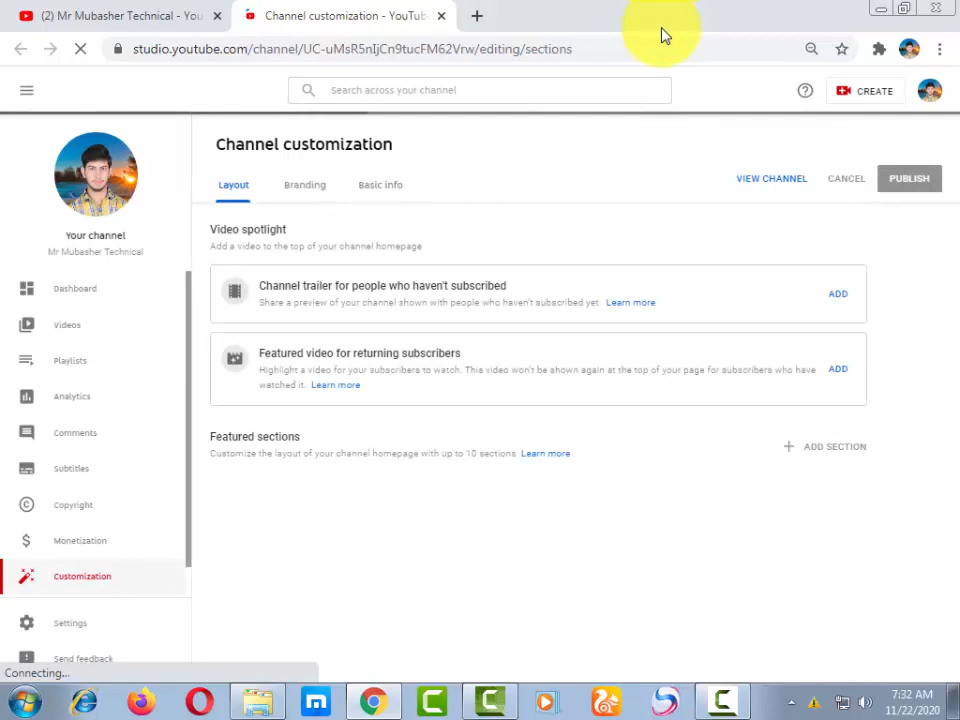 (2) Mr Mubasher Technical - You
Channel customization - YouTub
studio.youtube.com/channel/UC-uMsR5nIjCn9tucFM62Vrw/editing/sections
Search across your channel
CREATE
Channel customization
Layout
Branding
Basic info
VIEW CHANNEL
CANCEL
PUBLISH
Your channel
Mr Mubasher Technical
Dashboard
Videos
Playlists
Analytics
Comments
Subtitles
Copyright
Monetization
Customization
Settings
Send feedback
Video spotlight
Add a video to the top of your channel homepage
Channel trailer for people who haven't subscribed
Share a preview of your channel shown with people who haven't subscribed yet. Learn more
ADD
Featured video for returning subscribers
Highlight a video for your subscribers to watch. This video won't be shown again at the top of your page for subscribers who have
watched it. Learn more
ADD
Featured sections
Customize the layout of your channel homepage with up to 10 sections. Learn more
ADD SECTION
Connecting...
7:32 AM
11/22/2020